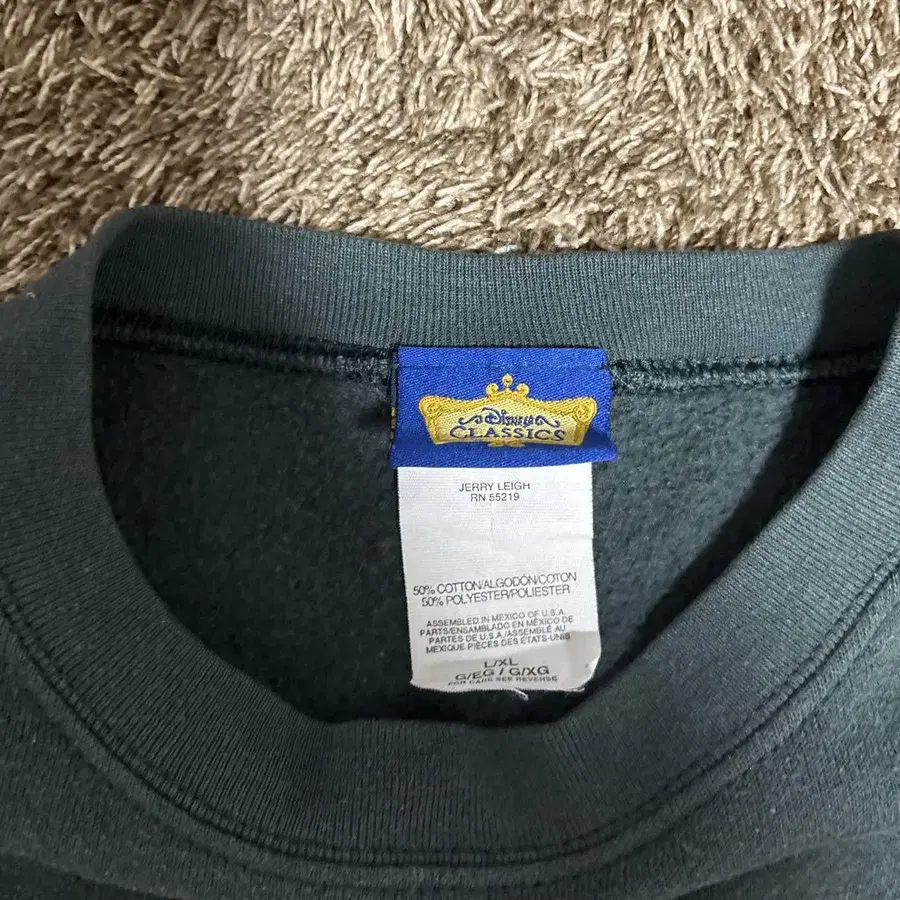 Disney
CLASSICS
JERRY LEIGH
RN 55219
50% COTTON/ALGODÓN/COTON
50% POLYESTER/POLIESTER
ASSEMBLED IN MEXICO OF U.S.A.
PARTS/ENSAMBLADO EN MÉXICO DE
PARTES DE U.S.A./ASSEMBLÉ AU
MEXIQUE PIECES DES ÉTATS-UNIS
L/XL
G/EG / G/XG
FOR CARE SEE REVERSE